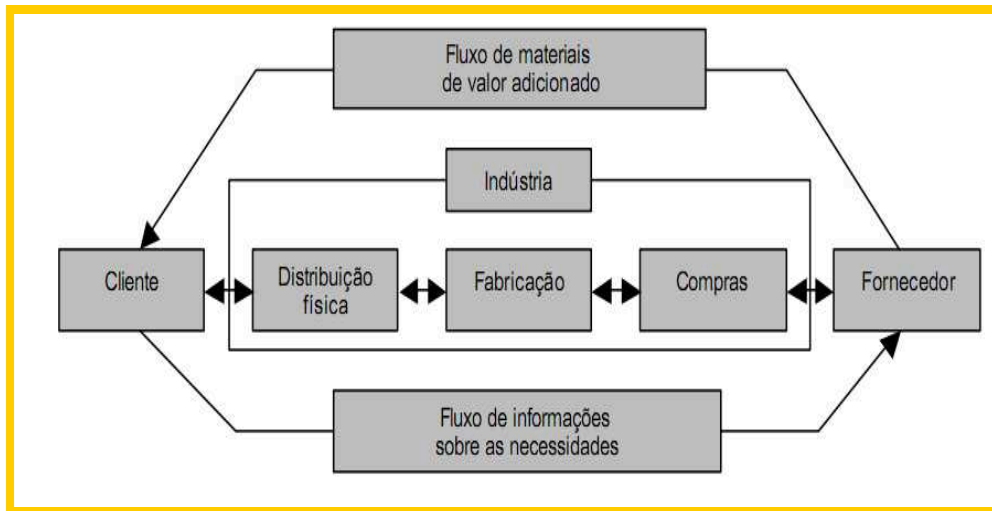 Fluxo de materiais
de valor adicionado
Indústria
Cliente
Distribuição
física
Fabricação
Compras
Fornecedor
Fluxo de informações
sobre as necessidades